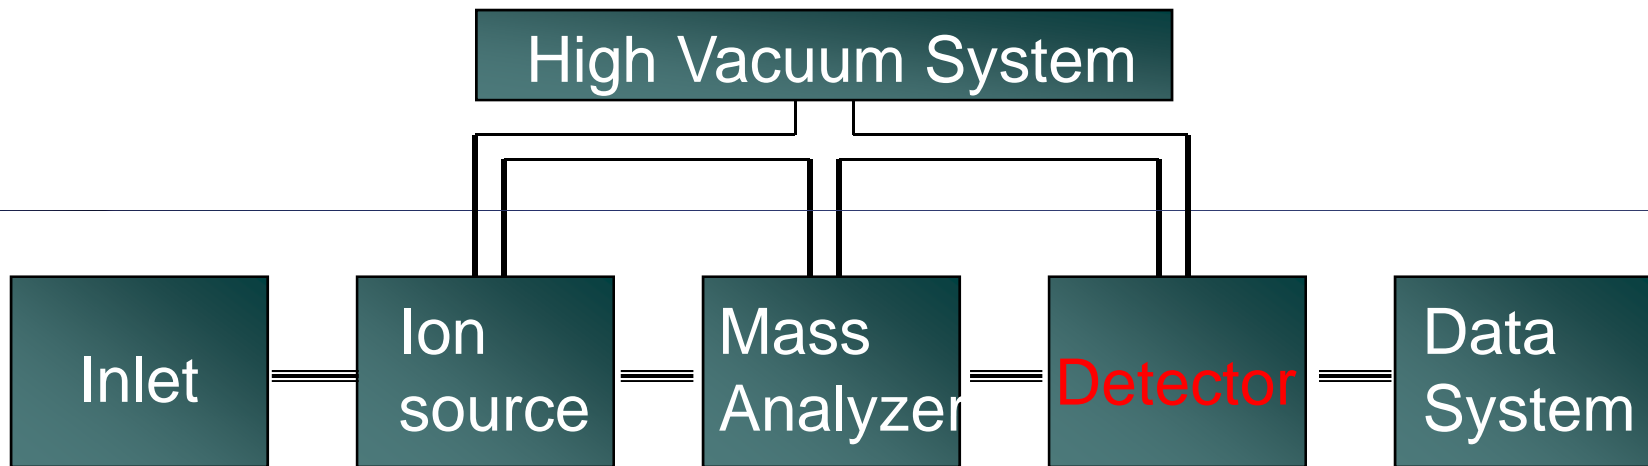 High Vacuum System
Inlet
Ion
source
Mass
Analyzer
Detector
Data
System